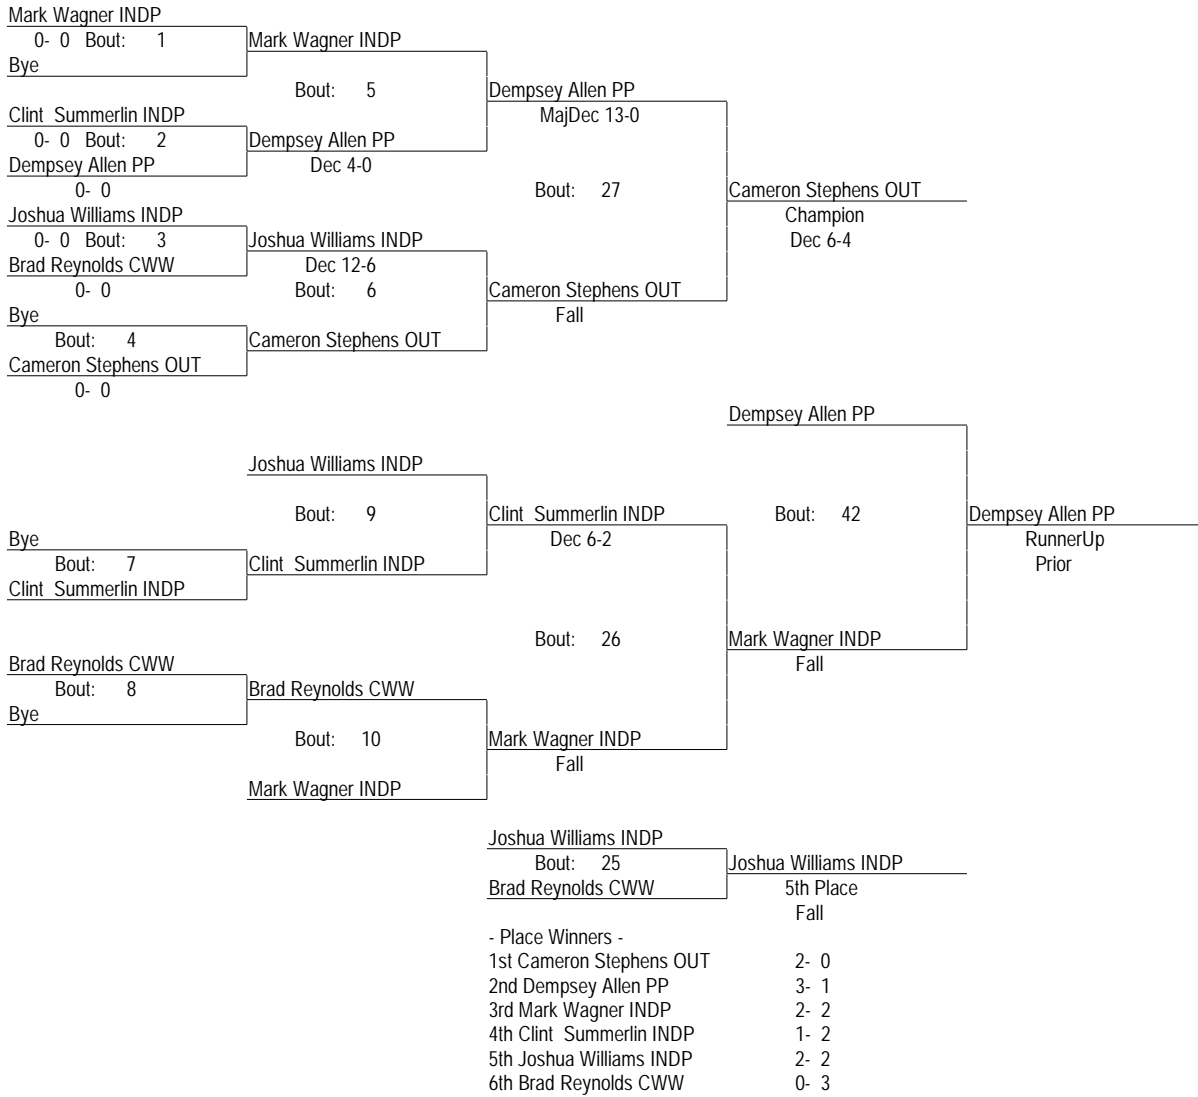 Mark Wagner INDP
0- 0 Bout: 1 Mark Wagner INDP
Bye
Bout: 5 Dempsey Allen PP
Clint Summerlin INDP MajDec 13-0
0- 0 Bout: 2 Dempsey Allen PP
Dempsey Allen PP Dec 4-0
0- 0 Bout: 27 Cameron Stephens OUT
Joshua Williams INDP Champion
0- 0 Bout: 3 Joshua Williams INDP Dec 6-4
Brad Reynolds CWW Dec 12-6
0- 0 Bout: 6 Cameron Stephens OUT
Bye Fall
Bout: 4 Cameron Stephens OUT
Cameron Stephens OUT
0- 0
Dempsey Allen PP
Joshua Williams INDP
Bout: 9 Clint Summerlin INDP Bout: 42 Dempsey Allen PP
Bye Dec 6-2 RunnerUp
Bout: 7 Clint Summerlin INDP Prior
Clint Summerlin INDP
Bout: 26 Mark Wagner INDP
Brad Reynolds CWW Fall
Bout: 8 Brad Reynolds CWW
Bye
Bout: 10 Mark Wagner INDP
Fall
Mark Wagner INDP
Joshua Williams INDP
Bout: 25 Joshua Williams INDP
Brad Reynolds CWW 5th Place
Fall
- Place Winners -
1st Cameron Stephens OUT 2- 0
2nd Dempsey Allen PP 3- 1
3rd Mark Wagner INDP 2- 2
4th Clint Summerlin INDP 1- 2
5th Joshua Williams INDP 2- 2
6th Brad Reynolds CWW 0- 3